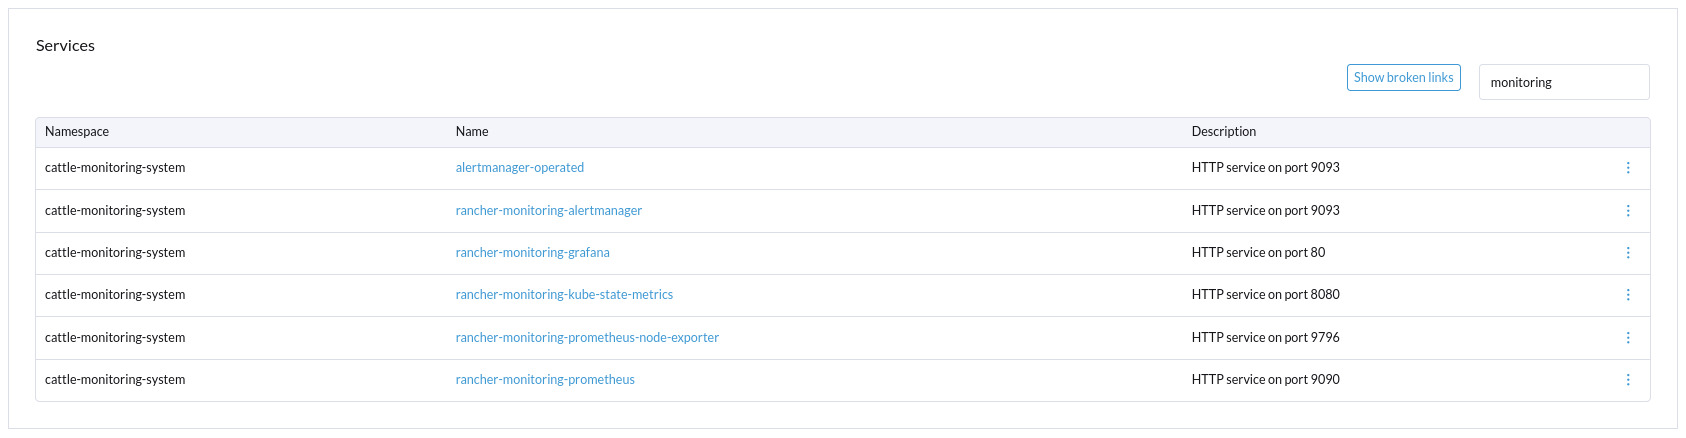 Services
Show broken links monitoring
Namespace Name Description
cattle-monitoring-system alertmanager-operated HTTP service on port 9093
cattle-monitoring-system rancher-monitoring-alertmanager HTTP service on port 9093
cattle-monitoring-system rancher-monitoring-grafana HTTP service on port 80
cattle-monitoring-system rancher-monitoring-kube-state-metrics HTTP service on port 8080
cattle-monitoring-system rancher-monitoring-prometheus-node-exporter HTTP service on port 9796
cattle-monitoring-system rancher-monitoring-prometheus HTTP service on port 9090